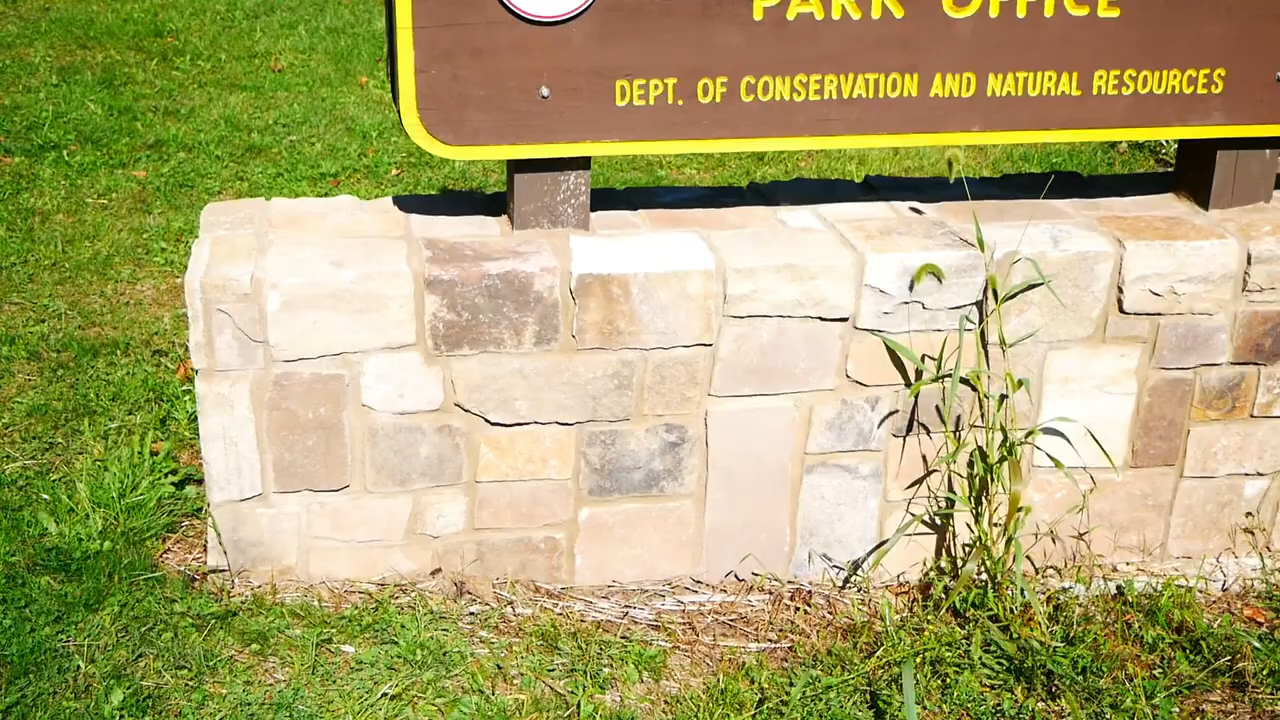 PARK OFFICE
DEPT. OF CONSERVATION AND NATURAL RESOURCES